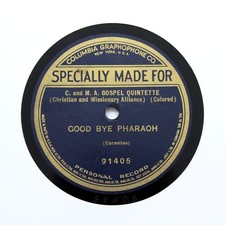 COLUMBIA GRAPHOPHONE CO.
NEW YORK, U.S.A.
SPECIALLY MADE FOR
C. and M. A. GOSPEL QUINTETTE
(Christian and Missionary Alliance) (Colored)
GOOD BYE PHARAOH
(Cornelius)
91405
PERSONAL RECORD